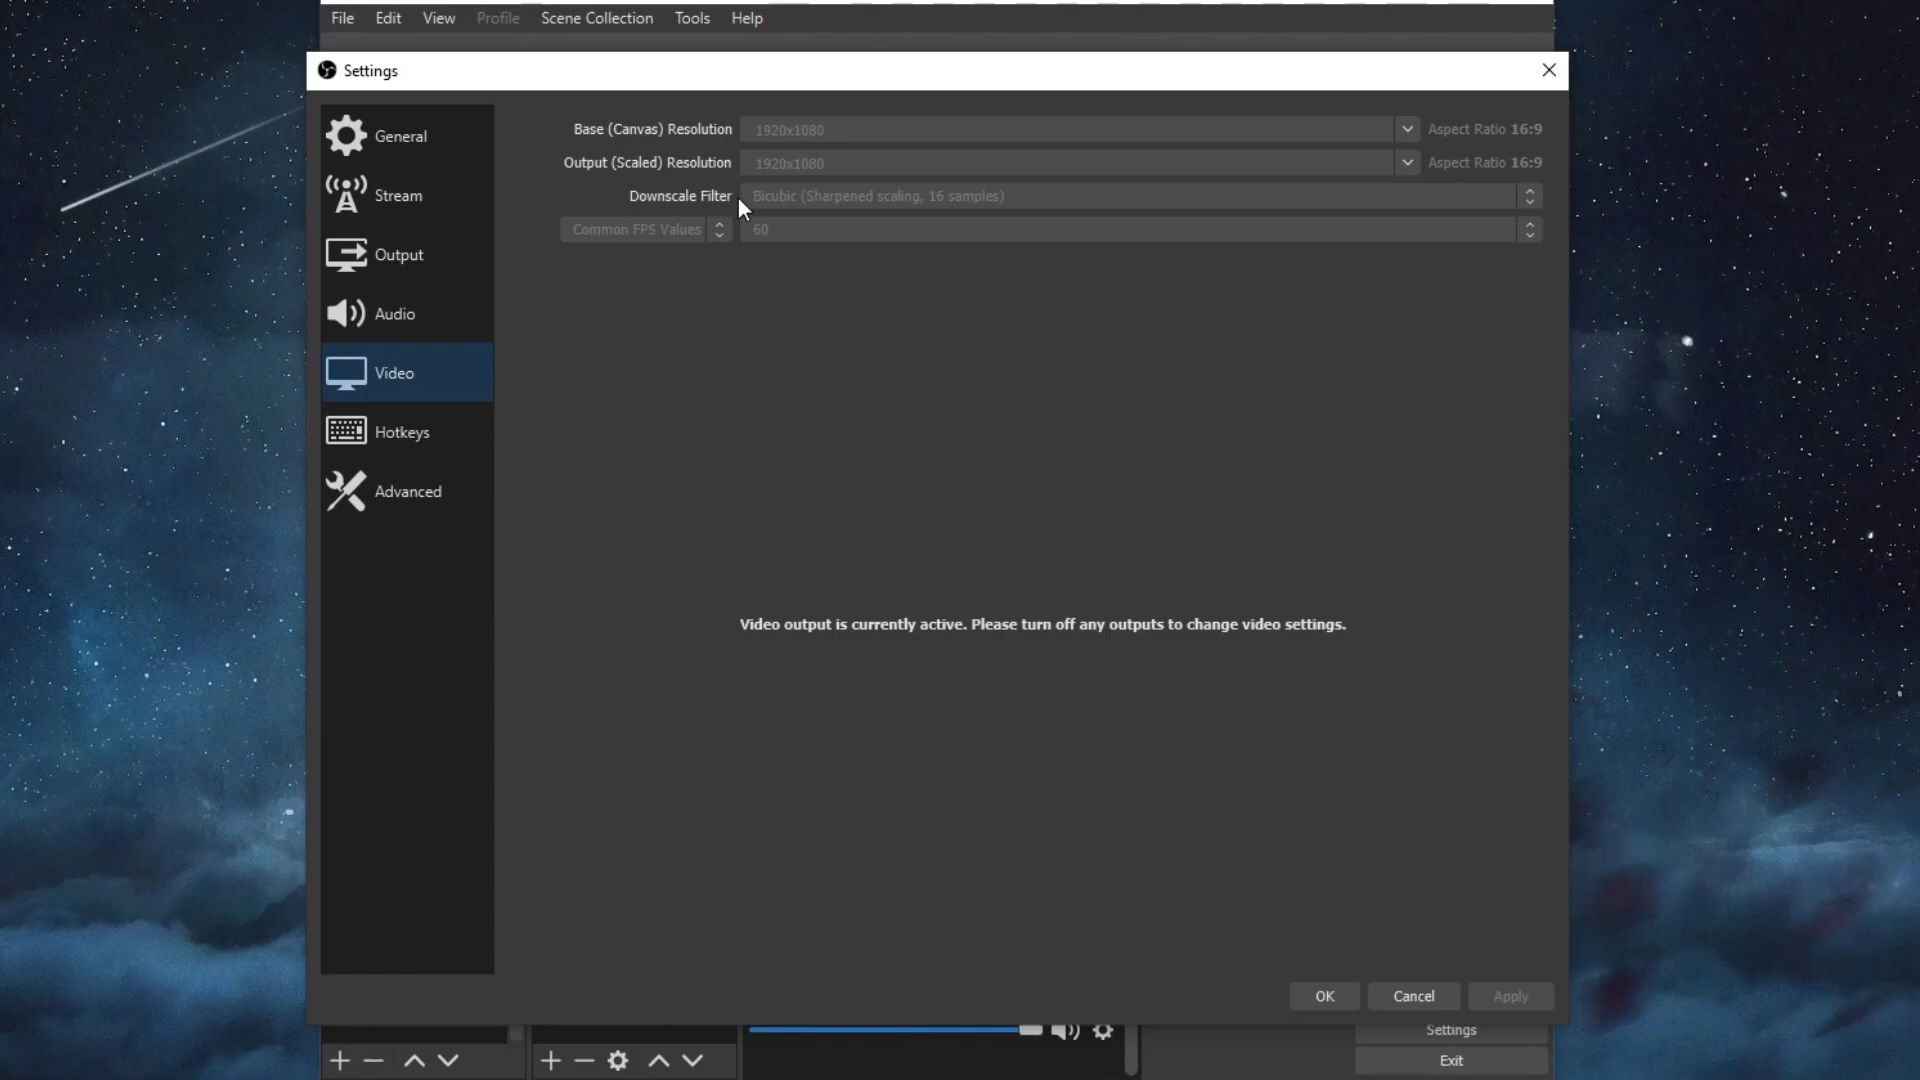 File Edit View Profile Scene Collection Tools Help
Settings
General
Stream
Output
Audio
Video
Hotkeys
Advanced
Base (Canvas) Resolution 1920x1080 Aspect Ratio 16:9
Output (Scaled) Resolution 1920x1080 Aspect Ratio 16:9
Downscale Filter Bicubic (Sharpened scaling, 16 samples)
Common FPS Values 60
Video output is currently active. Please turn off any outputs to change video settings.
OK Cancel Apply
Settings
Exit